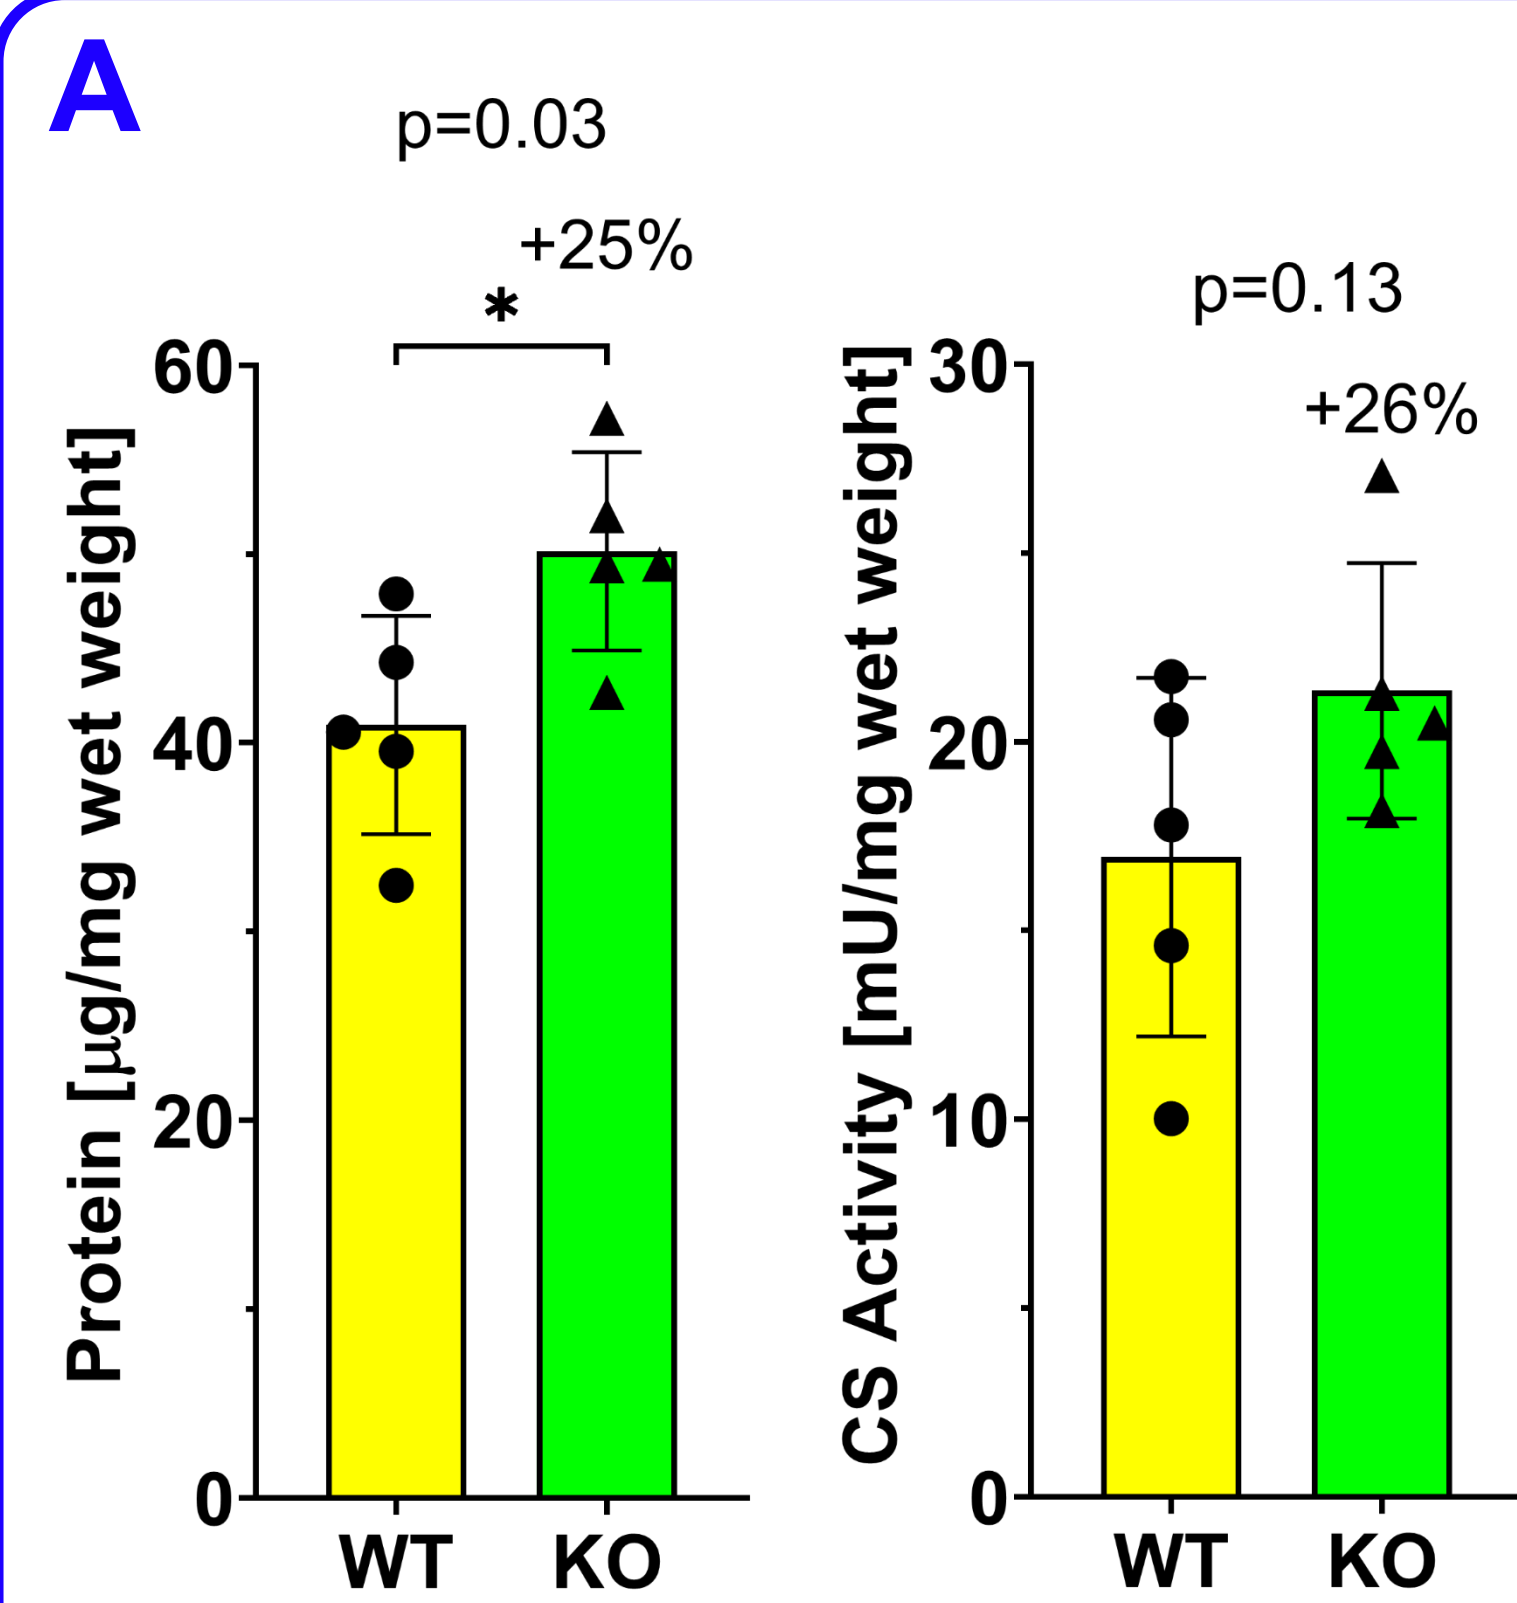 A
p=0.03
+25%
*
Protein [µg/mg wet weight]
60
40
20
0
WT KO
p=0.13
+26%
CS Activity [mU/mg wet weight]
30
20
10
0
WT KO